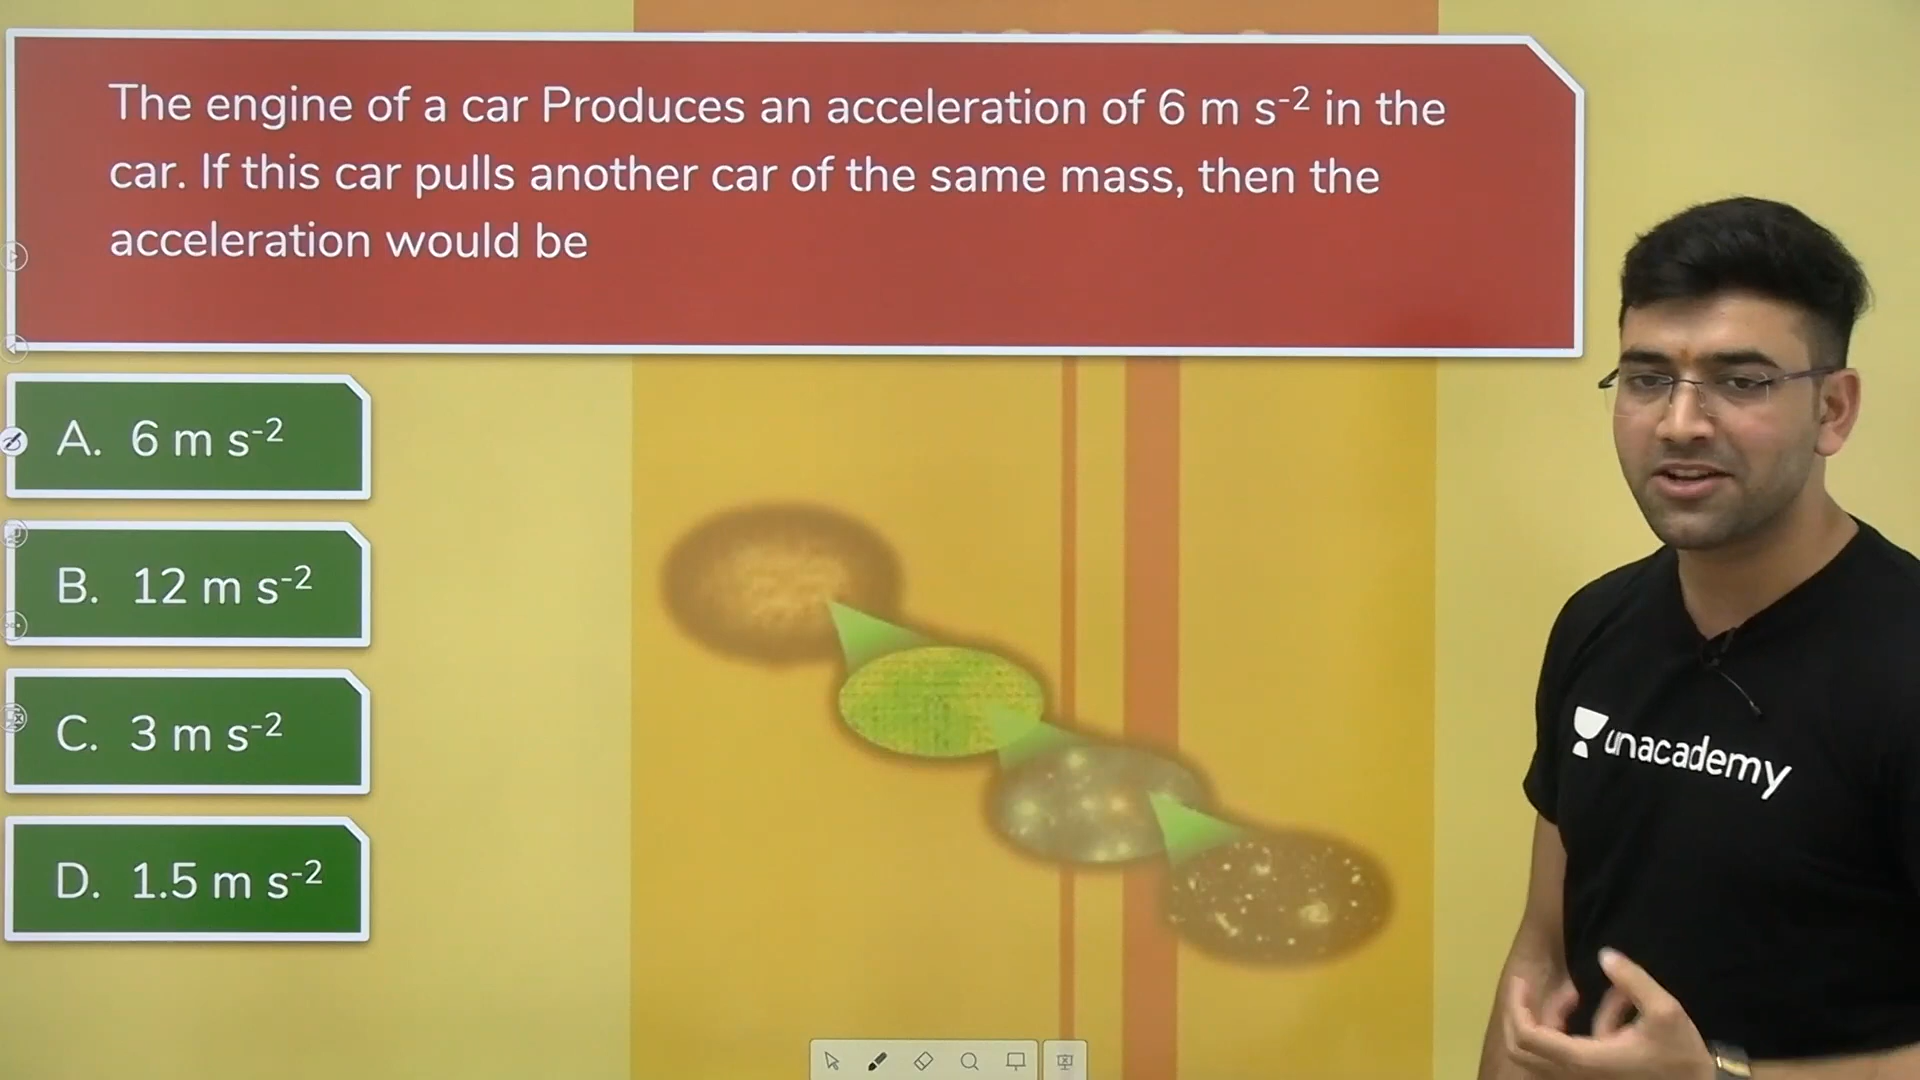 The engine of a car Produces an acceleration of 6 m s⁻² in the
car. If this car pulls another car of the same mass, then the
acceleration would be
A. 6 m s⁻²
B. 12 m s⁻²
C. 3 m s⁻²
D. 1.5 m s⁻²
unacademy